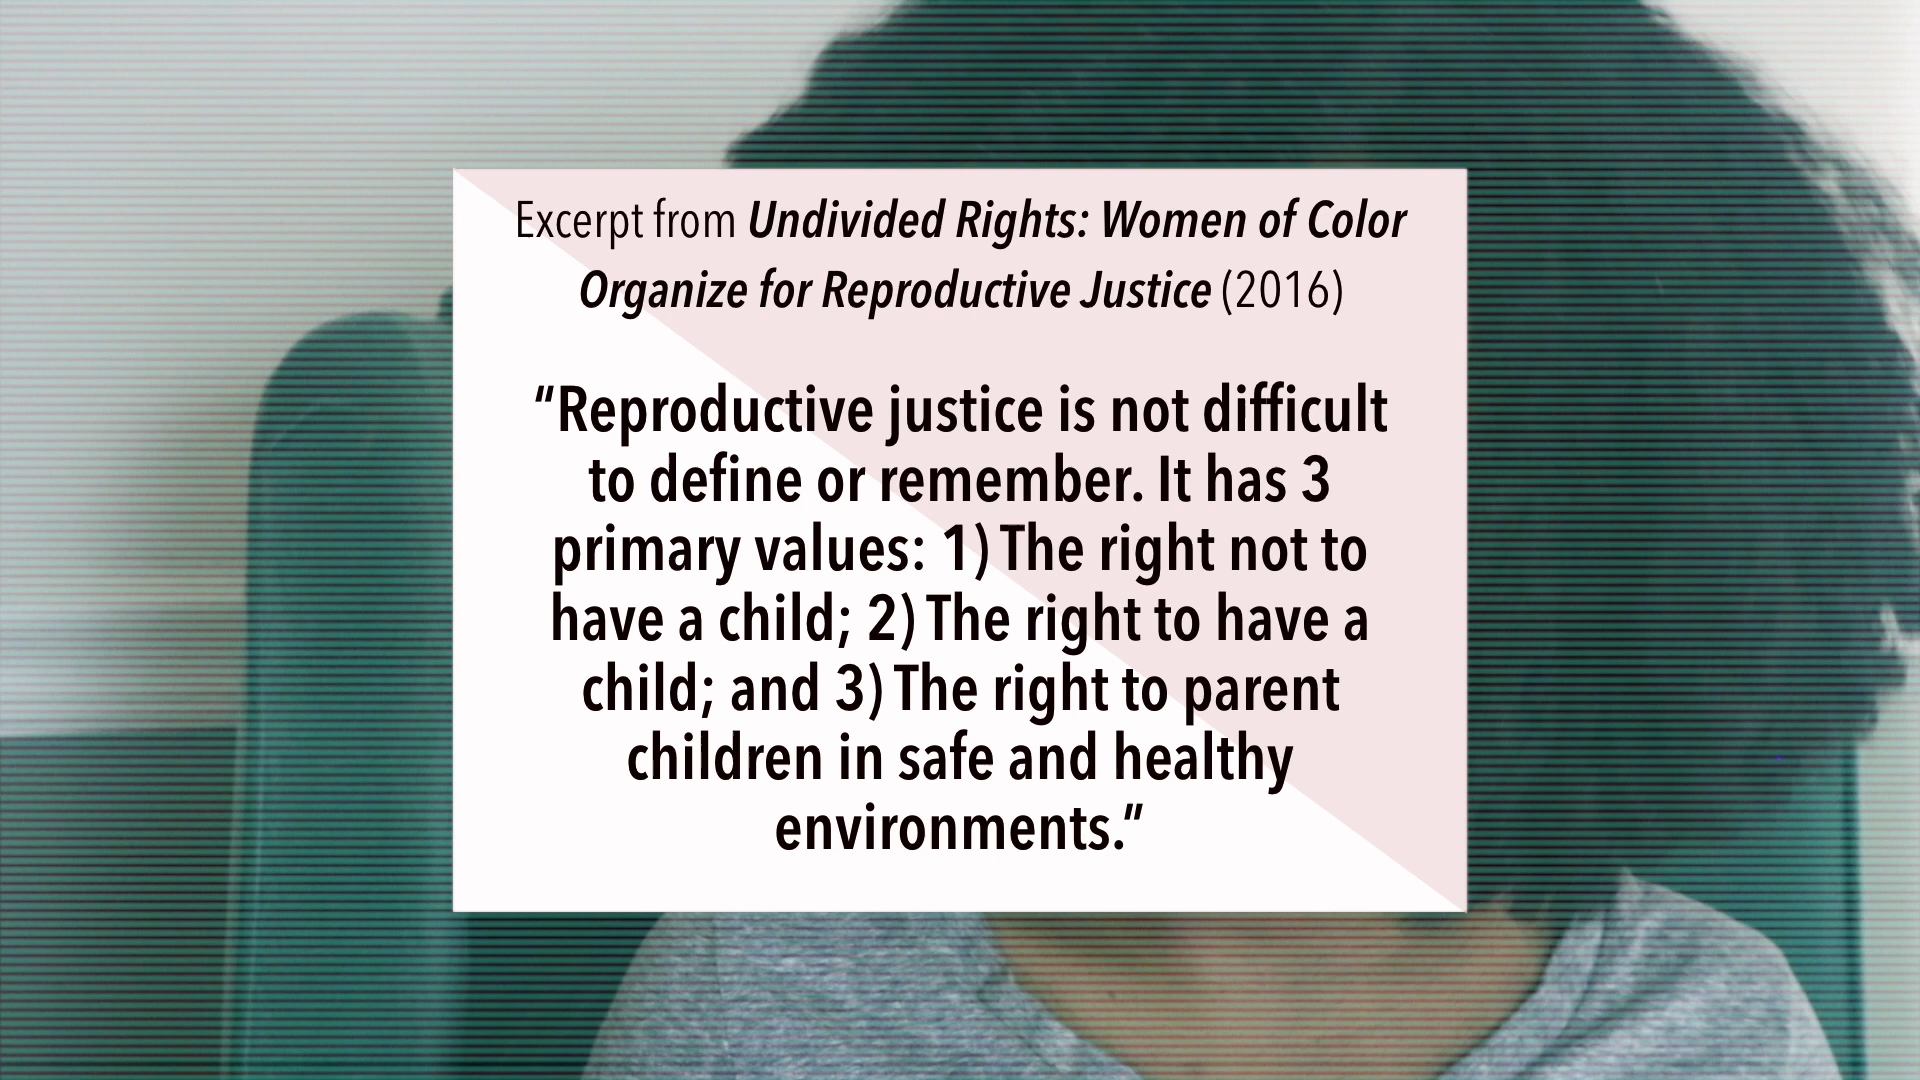 Excerpt from Undivided Rights: Women of Color
Organize for Reproductive Justice (2016)
“Reproductive justice is not difficult
to define or remember. It has 3
primary values: 1) The right not to
have a child; 2) The right to have a
child; and 3) The right to parent
children in safe and healthy
environments.”